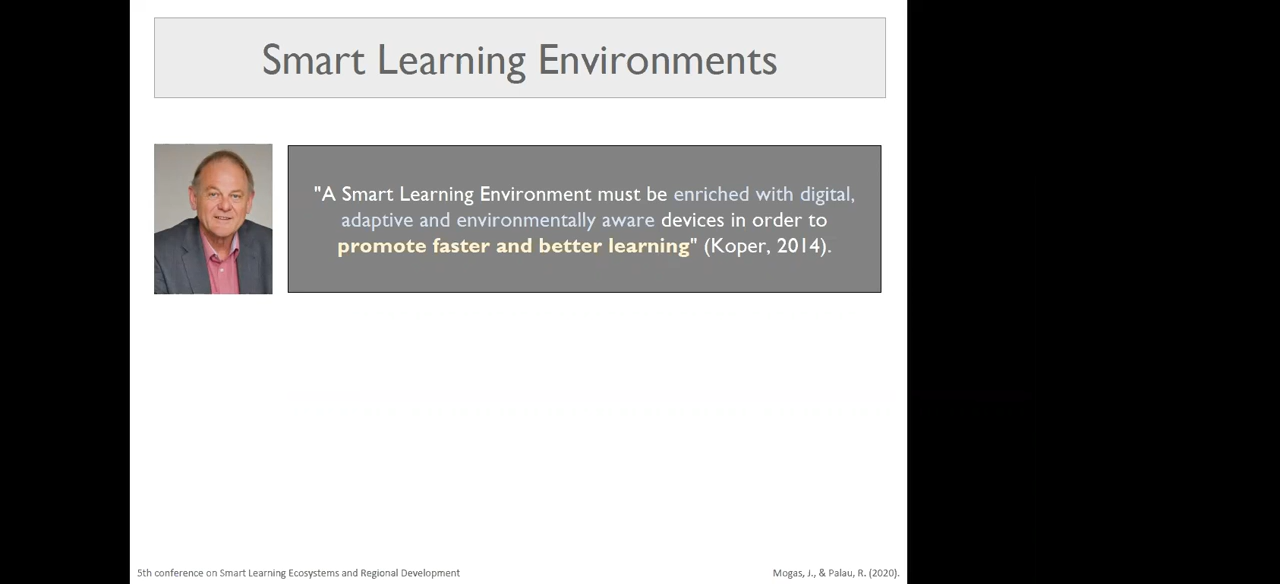 Smart Learning Environments
"A Smart Learning Environment must be enriched with digital,
adaptive and environmentally aware devices in order to
promote faster and better learning" (Koper, 2014).
5th conference on Smart Learning Ecosystems and Regional Development
Mogas, J., & Palau, R. (2020).